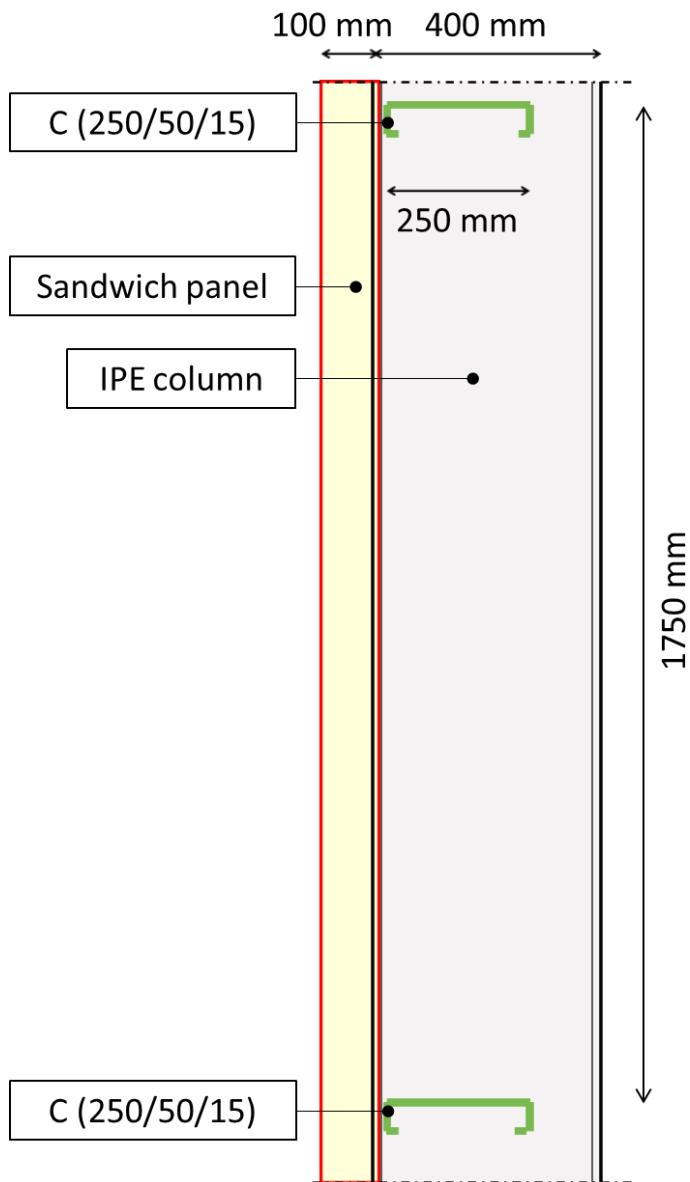 100 mm
400 mm
C (250/50/15)
250 mm
Sandwich panel
IPE column
1750 mm
C (250/50/15)